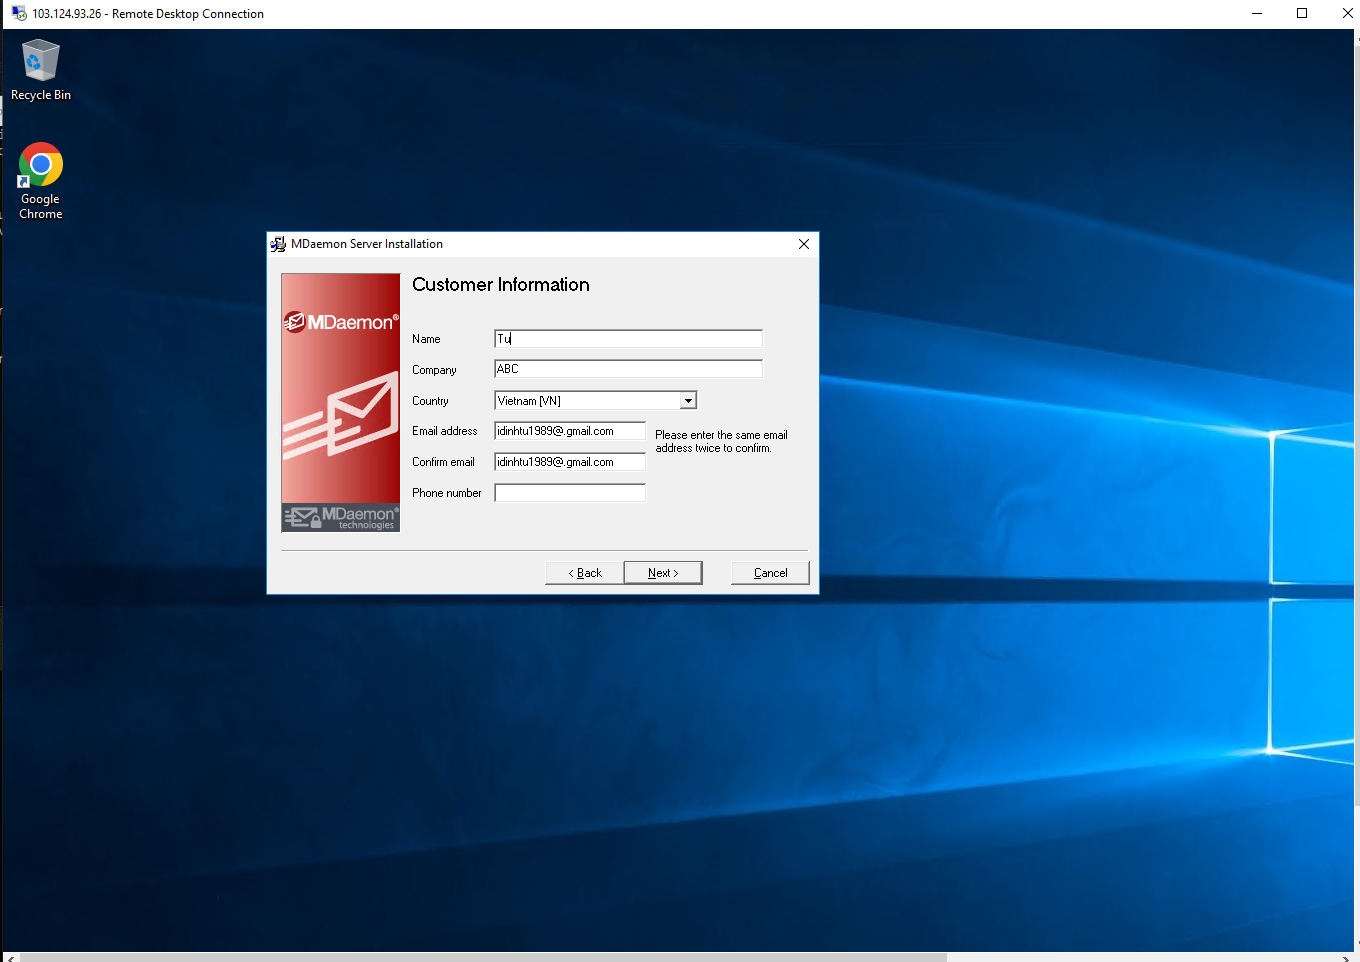 103.124.93.26 - Remote Desktop Connection
Recycle Bin
Google
Chrome
MDaemon Server Installation
Customer Information
MDaemon®
Name
Tu
Company
ABC
Country
Vietnam [VN]
Email address
idinhtu1989@.gmail.com
Please enter the same email
address twice to confirm.
Confirm email
idinhtu1989@.gmail.com
Phone number
MDaemon®
technologies
< Back
Next >
Cancel